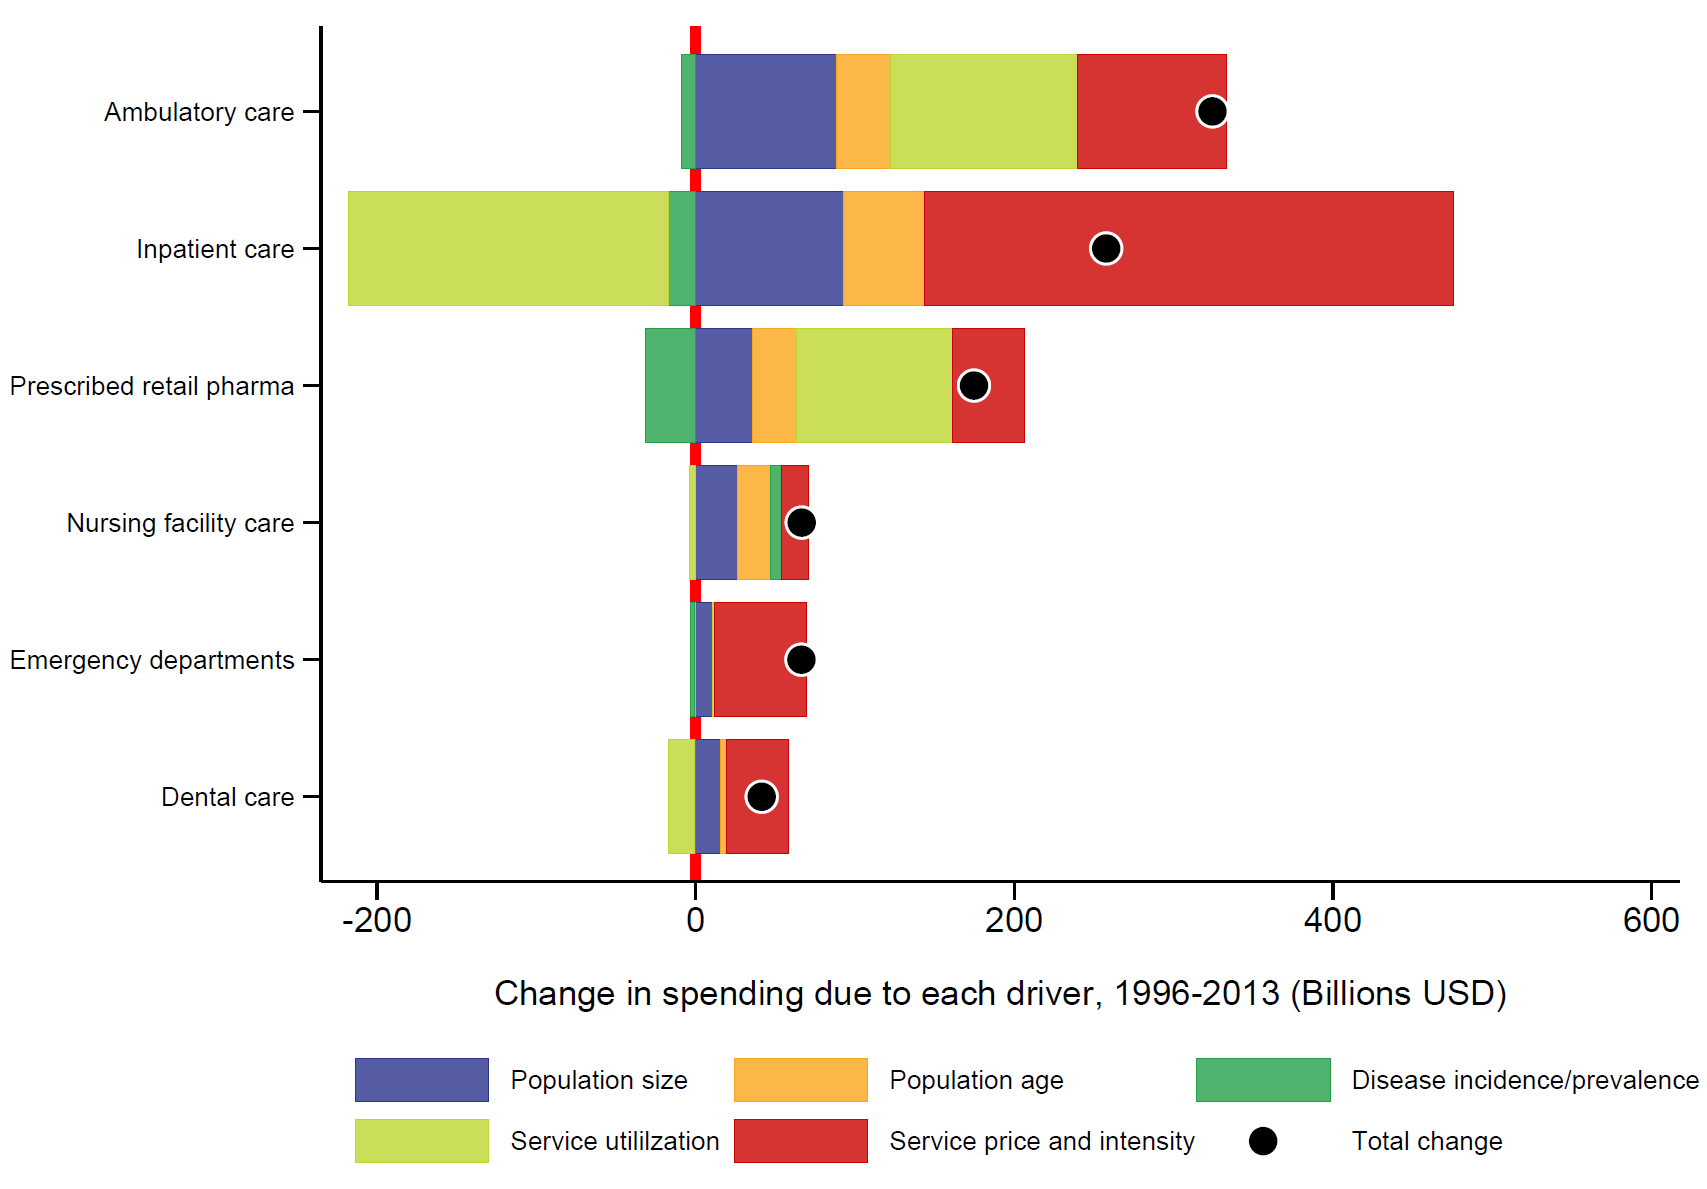 Ambulatory care
Inpatient care
Prescribed retail pharma
Nursing facility care
Emergency departments
Dental care
-200 0 200 400 600
Change in spending due to each driver, 1996-2013 (Billions USD)
Population size Population age Disease incidence/prevalence
Service utililzation Service price and intensity Total change